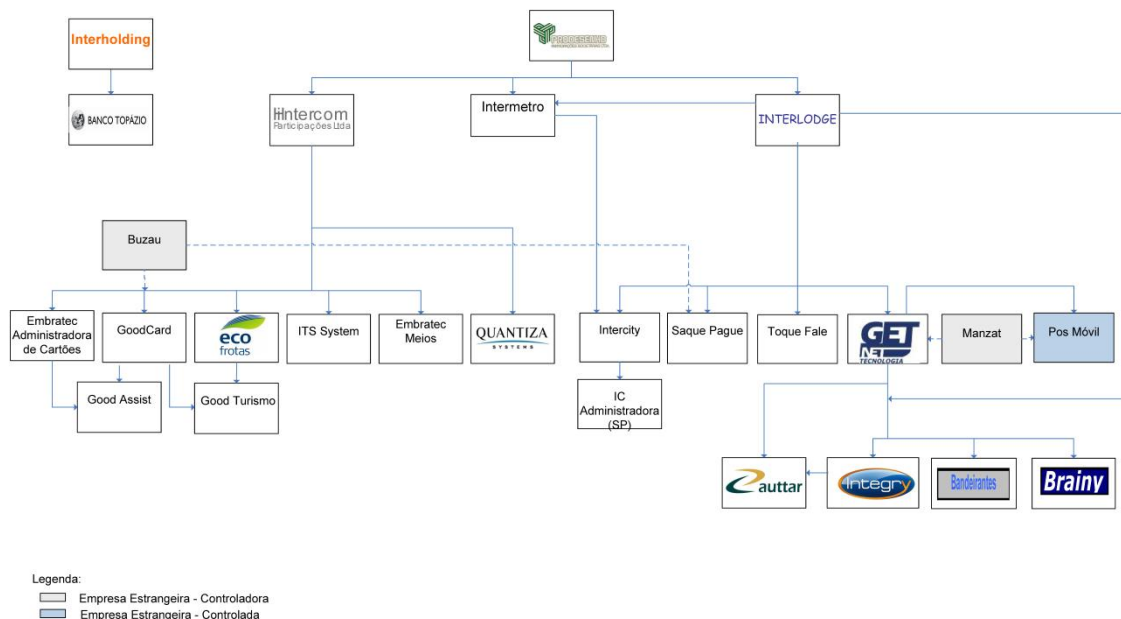 Interholding
PRODESENHO
BANCO TOPÁZIO
Intercom
Participações Ltda
Intermetro
INTERLODGE
Buzau
Embratec
Administradora
de Cartões
GoodCard
eco
frotas
ITS System
Embratec
Meios
QUANTIZA
SYSTEMS
Intercity
Saque Pague
Toque Fale
GET
NET
TECNOLOGIA
Manzat
Pos Móvil
Good Assist
Good Turismo
IC
Administradora
(SP)
auttar
Integry
Bandeirantes
Brainy
Legenda:
Empresa Estrangeira - Controladora
Empresa Estrangeira - Controlada